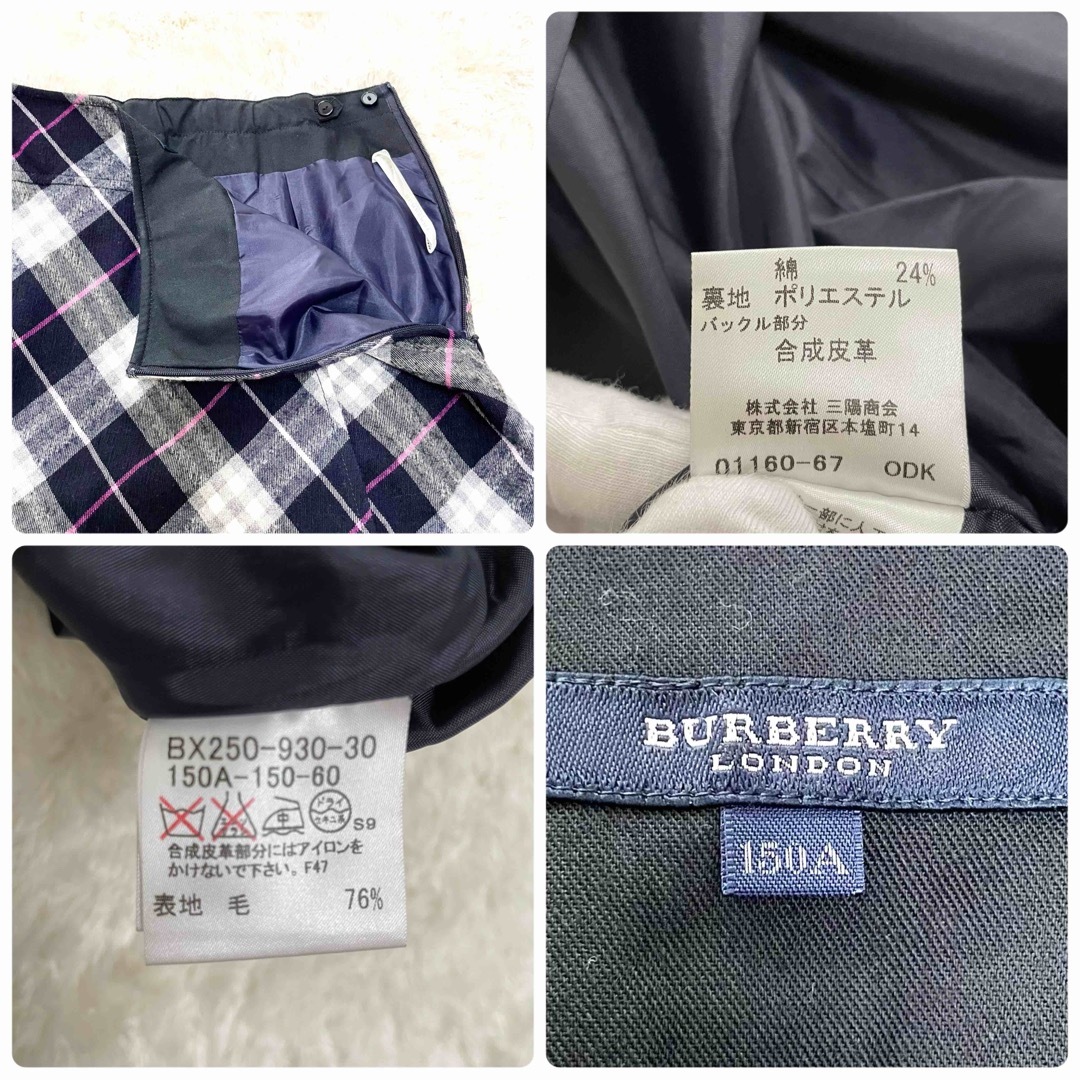 綿 24%
裏地 ポリエステル
バックル部分
合成皮革
株式会社 三陽商会
東京都新宿区本塩町14
01160-67 ODK
BX250-930-30
150A-150-60
ドライ
セキユ系
S9
合成皮革部分にはアイロンを
かけないで下さい。F47
表地 毛 76%
BURBERRY
LONDON
150A